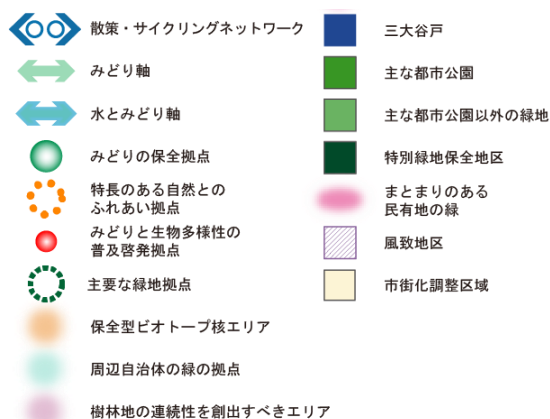 散策・サイクリングネットワーク
みどり軸
水とみどり軸
みどりの保全拠点
特長のある自然との
ふれあい拠点
みどりと生物多様性の
普及啓発拠点
主要な緑地拠点
保全型ビオトープ核エリア
周辺自治体の緑の拠点
樹林地の連続性を創出すべきエリア
三大谷戸
主な都市公園
主な都市公園以外の緑地
特別緑地保全地区
まとまりのある
民有地の緑
風致地区
市街化調整区域